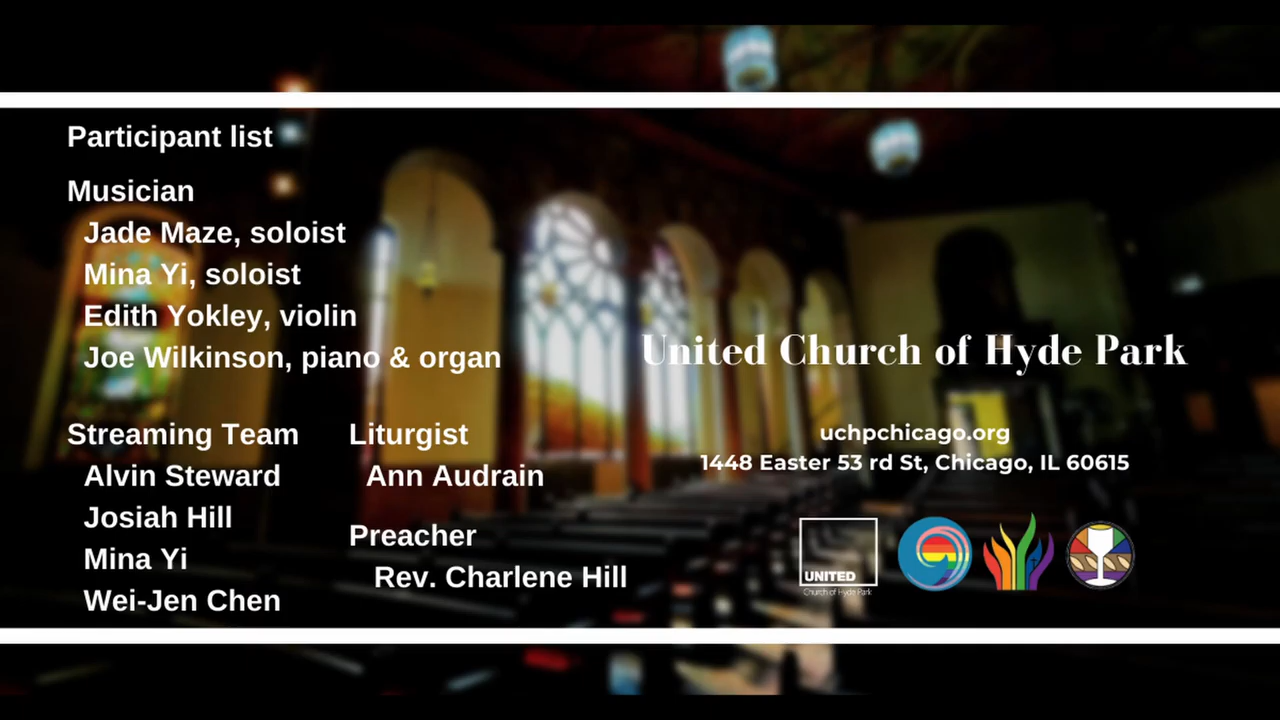 Participant list
Musician
Jade Maze, soloist
Mina Yi, soloist
Edith Yokley, violin
Joe Wilkinson, piano & organ
Streaming Team
Alvin Steward
Josiah Hill
Mina Yi
Wei-Jen Chen
Liturgist
Ann Audrain
Preacher
Rev. Charlene Hill
United Church of Hyde Park
uchpchicago.org
1448 Easter 53 rd St, Chicago, IL 60615
UNITED
Church of Hyde Park